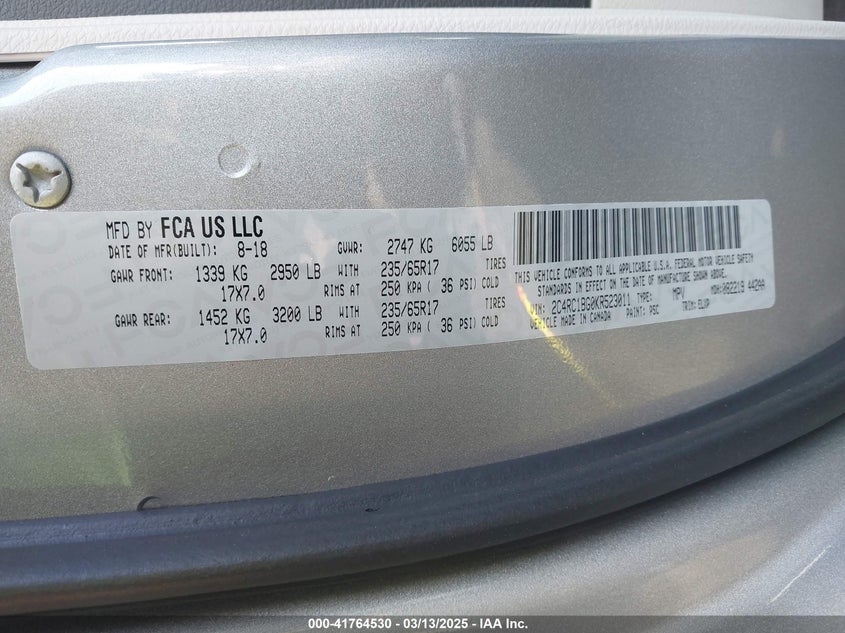 MFD BY FCA US LLC
DATE OF MFR(BUILT): 8-18 GVWR: 2747 KG 6055 LB
GAWR FRONT: 1339 KG 2950 LB WITH 235/65R17 TIRES
17X7.0 RIMS AT 250 KPA ( 36 PSI) COLD
GAWR REAR: 1452 KG 3200 LB WITH 235/65R17 TIRES
17X7.0 RIMS AT 250 KPA ( 36 PSI) COLD
THIS VEHICLE CONFORMS TO ALL APPLICABLE U.S.A. FEDERAL MOTOR VEHICLE SAFETY
STANDARDS IN EFFECT ON THE DATE OF MANUFACTURE SHOWN ABOVE.
VIN: 2C4RC1BG0KR523011 TYPE: MPV MDH: 082219 442AA
VEHICLE MADE IN CANADA PAINT: PSC TRIM:
000-41764530 - 03/13/2025 - IAA Inc.